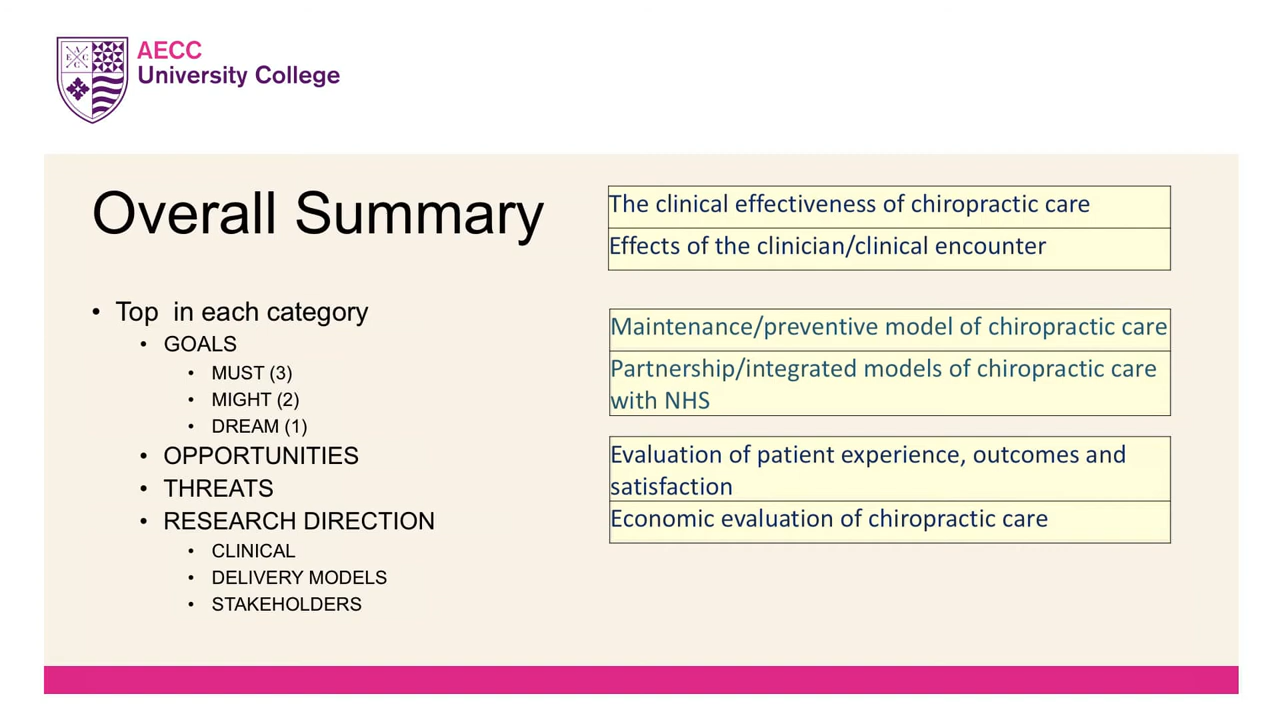 AECC
University College
Overall Summary
• Top in each category
• GOALS
• MUST (3)
• MIGHT (2)
• DREAM (1)
• OPPORTUNITIES
• THREATS
• RESEARCH DIRECTION
• CLINICAL
• DELIVERY MODELS
• STAKEHOLDERS
The clinical effectiveness of chiropractic care
Effects of the clinician/clinical encounter
Maintenance/preventive model of chiropractic care
Partnership/integrated models of chiropractic care
with NHS
Evaluation of patient experience, outcomes and
satisfaction
Economic evaluation of chiropractic care